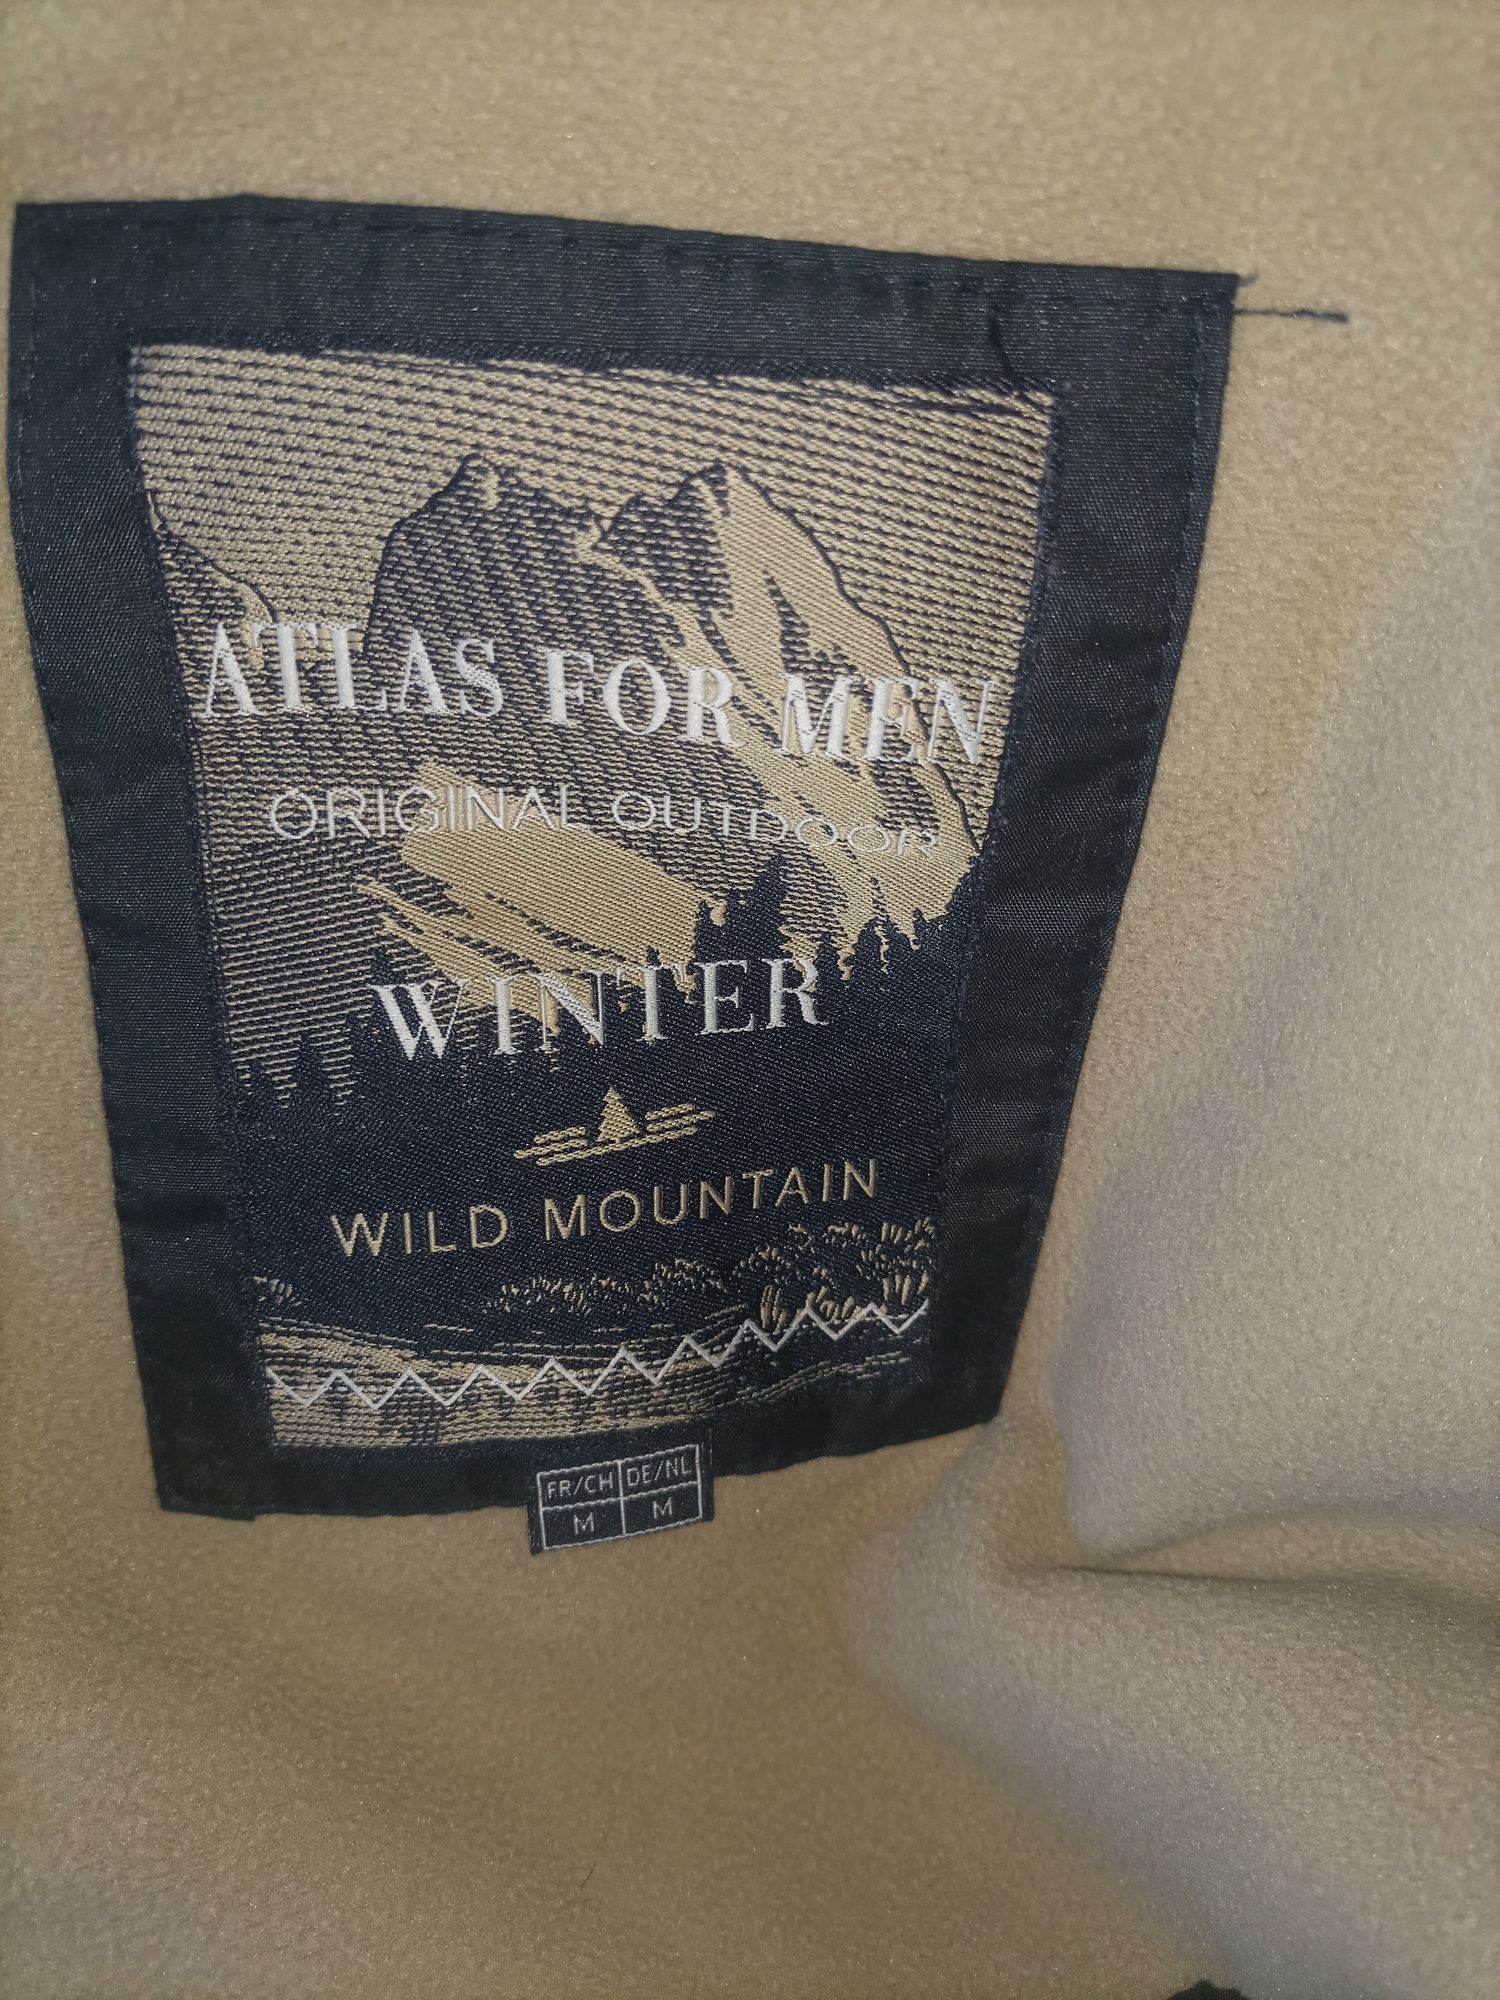 ATLAS FOR MEN
ORIGINAL OUTDOOR
WINTER
WILD MOUNTAIN
FR/CH DE/NL
M M